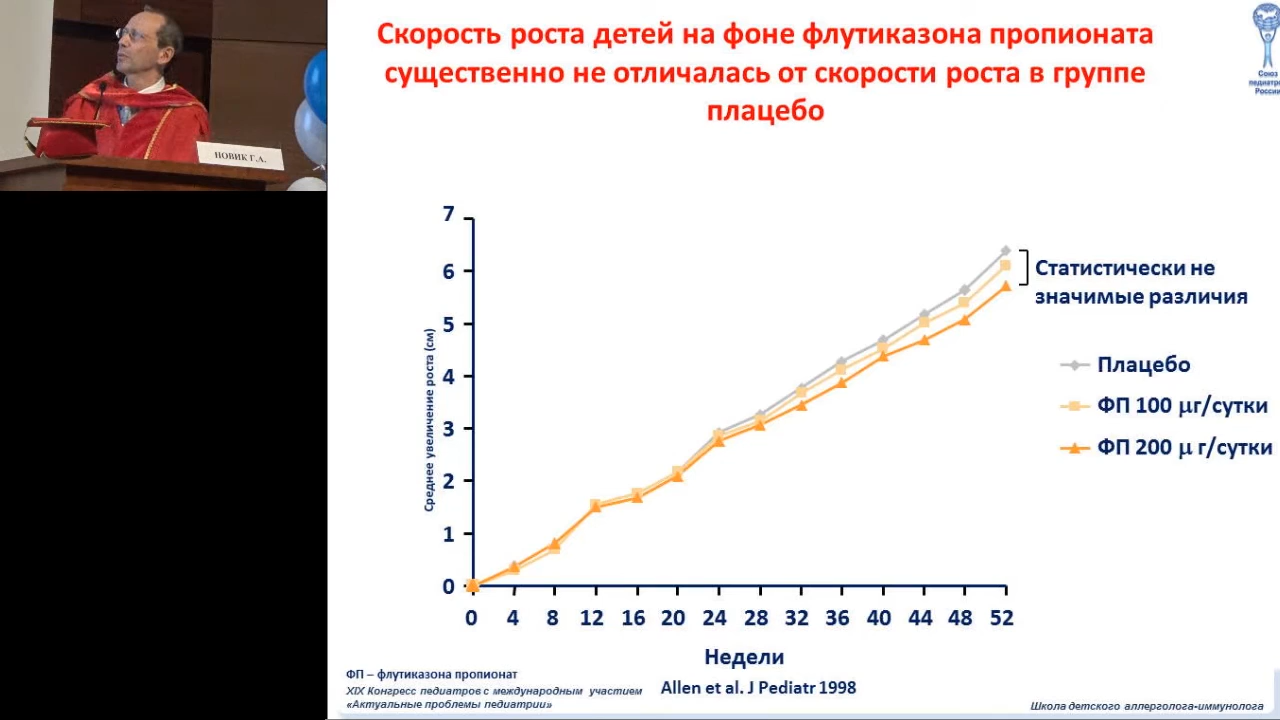 Скорость роста детей на фоне флутиказона пропионата
существенно не отличалась от скорости роста в группе
плацебо
Союз
педиатров
России
НОВИК Г.А.
7
6
5
4
3
2
1
0
Среднее увеличение роста (см)
Статистически не
значимые различия
Плацебо
ФП 100 μг/сутки
ФП 200 μ г/сутки
0 4 8 12 16 20 24 28 32 36 40 44 48 52
Недели
ФП – флутиказона пропионат
XIX Конгресс педиатров с международным участием
«Актуальные проблемы педиатрии»
Allen et al. J Pediatr 1998
Школа детского аллерголога-иммунолога